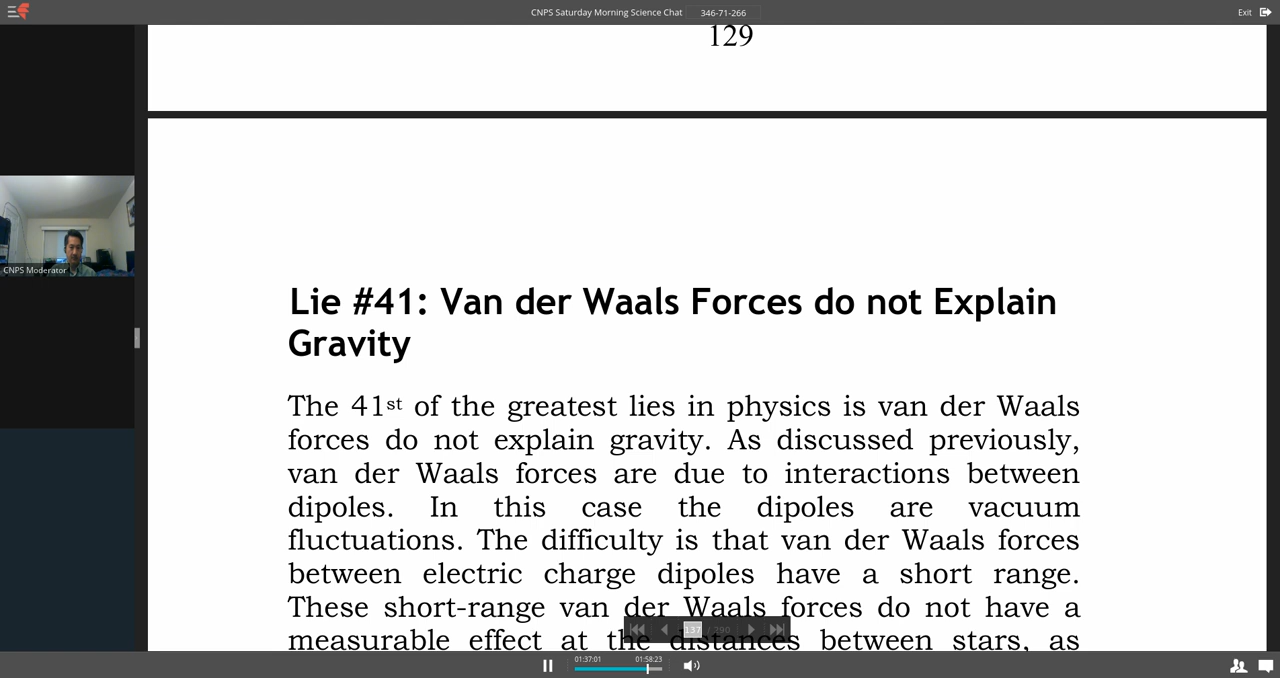 CNPS Saturday Morning Science Chat 346-71-266 Exit
129
CNPS Moderator
Lie #41: Van der Waals Forces do not Explain
Gravity
The 41st of the greatest lies in physics is van der Waals
forces do not explain gravity. As discussed previously,
van der Waals forces are due to interactions between
dipoles. In this case the dipoles are vacuum
fluctuations. The difficulty is that van der Waals forces
between electric charge dipoles have a short range.
These short-range van der Waals forces do not have a
measurable effect at the distances between stars, as
137 / 290
01:37:01 01:58:23